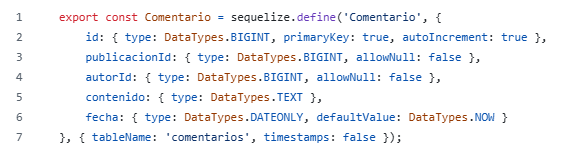 1 export const Comentario = sequelize.define('Comentario', {
2 id: { type: DataTypes.BIGINT, primaryKey: true, autoIncrement: true },
3 publicacionId: { type: DataTypes.BIGINT, allowNull: false },
4 autorId: { type: DataTypes.BIGINT, allowNull: false },
5 contenido: { type: DataTypes.TEXT },
6 fecha: { type: DataTypes.DATEONLY, defaultValue: DataTypes.NOW }
7 }, { tableName: 'comentarios', timestamps: false });